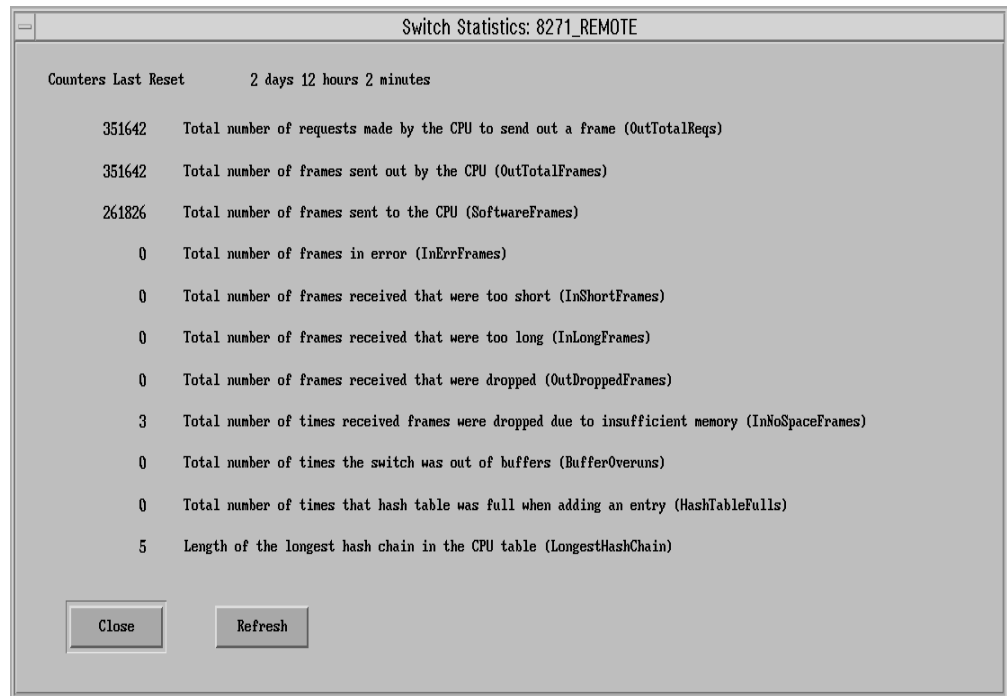 Switch Statistics: 8271_REMOTE
Counters Last Reset 2 days 12 hours 2 minutes
351642 Total number of requests made by the CPU to send out a frame (OutTotalReqs)
351642 Total number of frames sent out by the CPU (OutTotalFrames)
261826 Total number of frames sent to the CPU (SoftwareFrames)
0 Total number of frames in error (InErrFrames)
0 Total number of frames received that were too short (InShortFrames)
0 Total number of frames received that were too long (InLongFrames)
0 Total number of frames received that were dropped (OutDroppedFrames)
3 Total number of times received frames were dropped due to insufficient memory (InNoSpaceFrames)
0 Total number of times the switch was out of buffers (BufferOveruns)
0 Total number of times that hash table was full when adding an entry (HashTableFulls)
5 Length of the longest hash chain in the CPU table (LongestHashChain)
Close Refresh